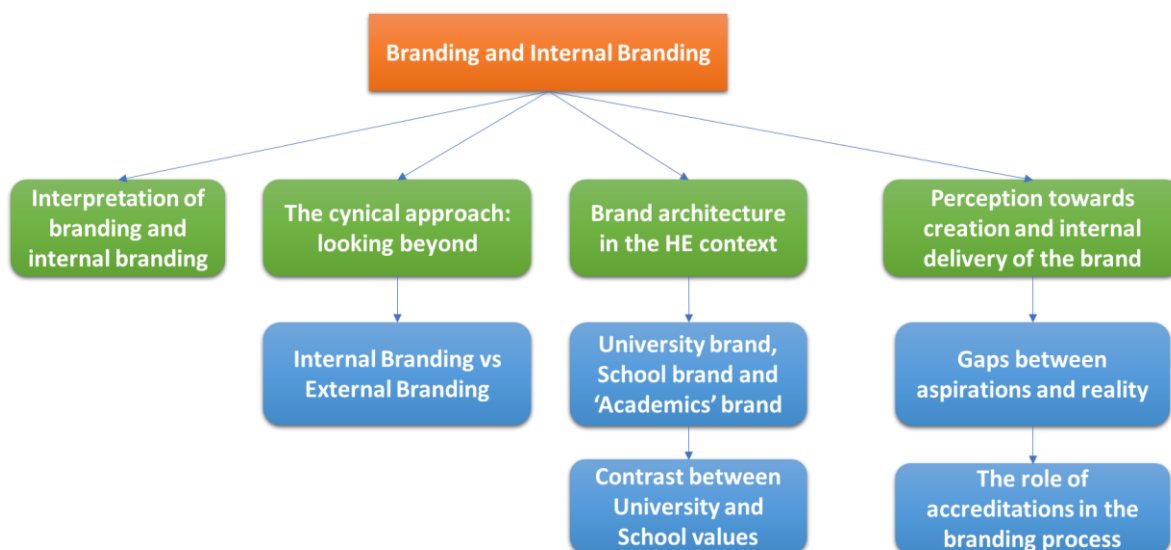 Branding and Internal Branding
Interpretation of
branding and
internal branding
The cynical approach:
looking beyond
Brand architecture
in the HE context
Perception towards
creation and internal
delivery of the brand
Internal Branding vs
External Branding
University brand,
School brand and
‘Academics’ brand
Gaps between
aspirations and reality
Contrast between
University and
School values
The role of
accreditations in the
branding process